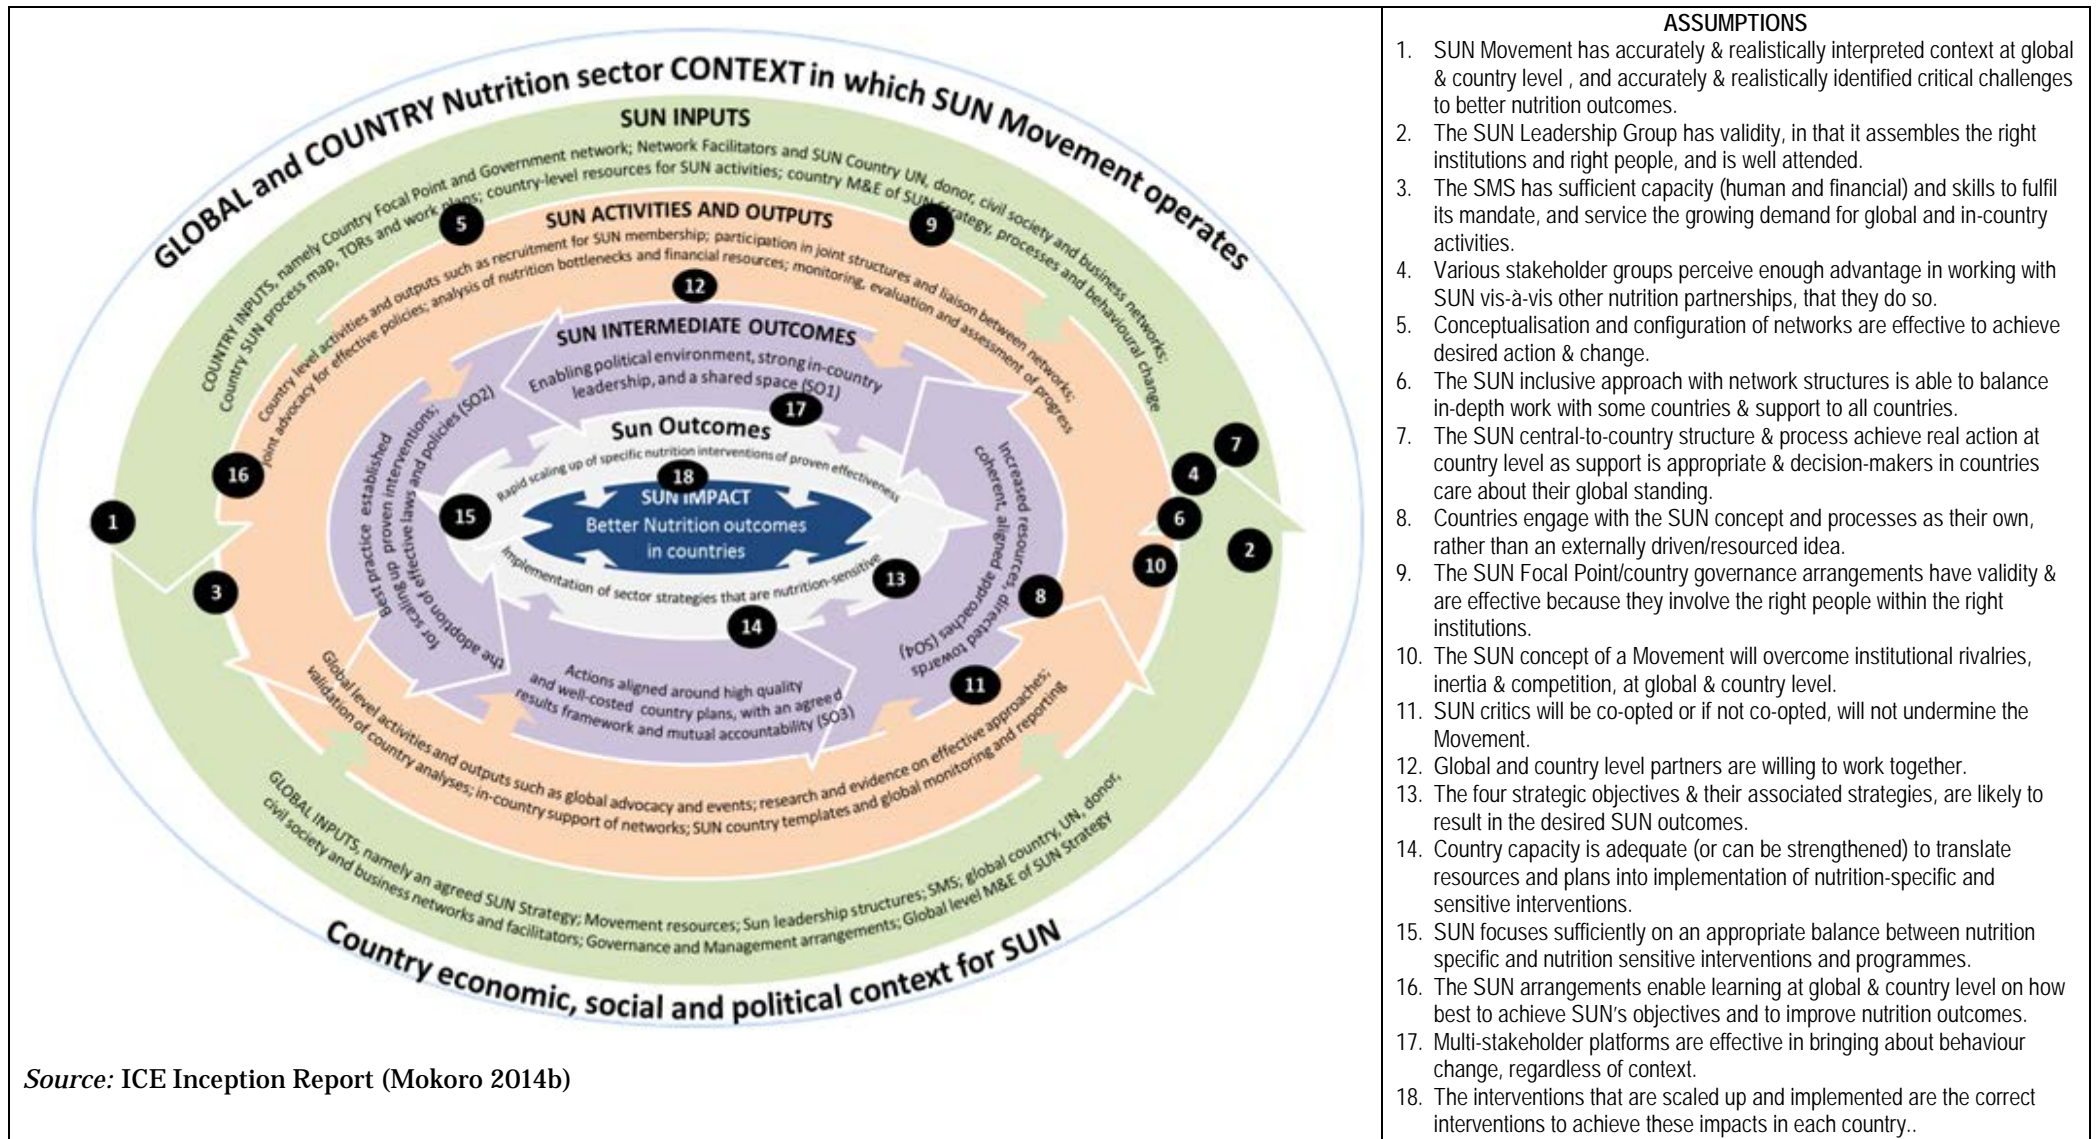 GLOBAL and COUNTRY Nutrition sector CONTEXT in which SUN Movement operates
SUN INPUTS
COUNTRY INPUTS, namely Country Focal Point and Government network; Network Facilitators and SUN Country UN, donor, civil society and business networks;
Country SUN process map, TORs and work plans; country-level resources for SUN activities; country M&E of SUN Strategy, processes and behavioural change
5
9
SUN ACTIVITIES AND OUTPUTS
Country level activities and outputs such as recruitment for SUN membership; participation in joint structures and liaison between networks;
joint advocacy for effective policies; analysis of nutrition bottlenecks and financial resources; monitoring, evaluation and assessment of progress
12
SUN INTERMEDIATE OUTCOMES
Enabling political environment, strong in-country
leadership, and a shared space (SO1)
17
Best practice established
for scaling up proven interventions;
the adoption of effective laws and policies (SO2)
Increased resources, directed towards
coherent, aligned approaches (SO4)
Sun Outcomes
Rapid scaling up of specific nutrition interventions of proven effectiveness
18
SUN IMPACT
Better Nutrition outcomes
in countries
Implementation of sector strategies that are nutrition-sensitive
16
15
1
3
7
4
6
2
10
13
8
14
11
Actions aligned around high quality
and well-costed country plans, with an agreed
results framework and mutual accountability (SO3)
Global level activities and outputs such as global advocacy and events; research and evidence on effective approaches;
validation of country analyses; in-country support of networks; SUN country templates and global monitoring and reporting
GLOBAL INPUTS, namely an agreed SUN Strategy; Movement resources; Sun leadership structures; SMS; global country, UN, donor,
civil society and business networks and facilitators; Governance and Management arrangements; Global level M&E of SUN Strategy
Country economic, social and political context for SUN
Source: ICE Inception Report (Mokoro 2014b)
ASSUMPTIONS
1. SUN Movement has accurately & realistically interpreted context at global
& country level , and accurately & realistically identified critical challenges
to better nutrition outcomes.
2. The SUN Leadership Group has validity, in that it assembles the right
institutions and right people, and is well attended.
3. The SMS has sufficient capacity (human and financial) and skills to fulfil
its mandate, and service the growing demand for global and in-country
activities.
4. Various stakeholder groups perceive enough advantage in working with
SUN vis-à-vis other nutrition partnerships, that they do so.
5. Conceptualisation and configuration of networks are effective to achieve
desired action & change.
6. The SUN inclusive approach with network structures is able to balance
in-depth work with some countries & support to all countries.
7. The SUN central-to-country structure & process achieve real action at
country level as support is appropriate & decision-makers in countries
care about their global standing.
8. Countries engage with the SUN concept and processes as their own,
rather than an externally driven/resourced idea.
9. The SUN Focal Point/country governance arrangements have validity &
are effective because they involve the right people within the right
institutions.
10. The SUN concept of a Movement will overcome institutional rivalries,
inertia & competition, at global & country level.
11. SUN critics will be co-opted or if not co-opted, will not undermine the
Movement.
12. Global and country level partners are willing to work together.
13. The four strategic objectives & their associated strategies, are likely to
result in the desired SUN outcomes.
14. Country capacity is adequate (or can be strengthened) to translate
resources and plans into implementation of nutrition-specific and
sensitive interventions.
15. SUN focuses sufficiently on an appropriate balance between nutrition
specific and nutrition sensitive interventions and programmes.
16. The SUN arrangements enable learning at global & country level on how
best to achieve SUN's objectives and to improve nutrition outcomes.
17. Multi-stakeholder platforms are effective in bringing about behaviour
change, regardless of context.
18. The interventions that are scaled up and implemented are the correct
interventions to achieve these impacts in each country..